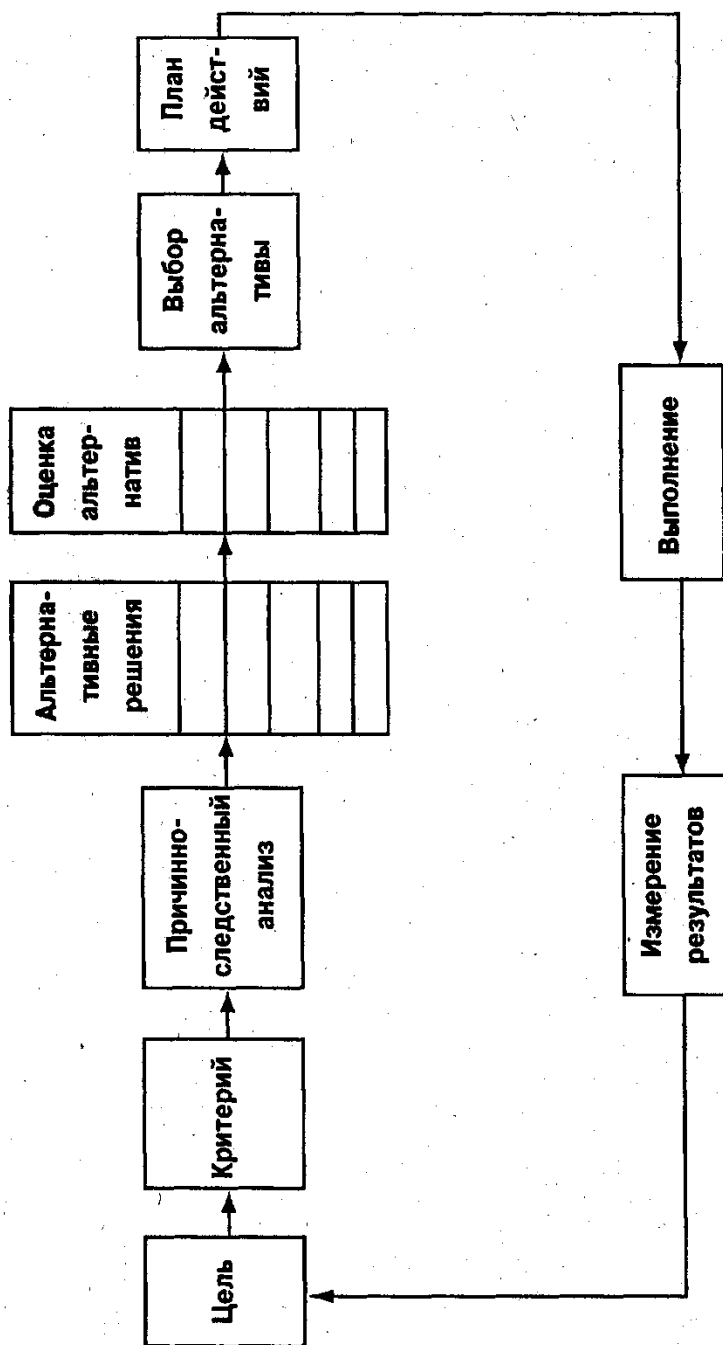 Цель
Критерий
Причинно-
следственный
анализ
Альтерна-
тивные
решения
Оценка
альтер-
натив
Выбор
альтерна-
тивы
План
дейст-
вий
Выполнение
Измерение
результатов